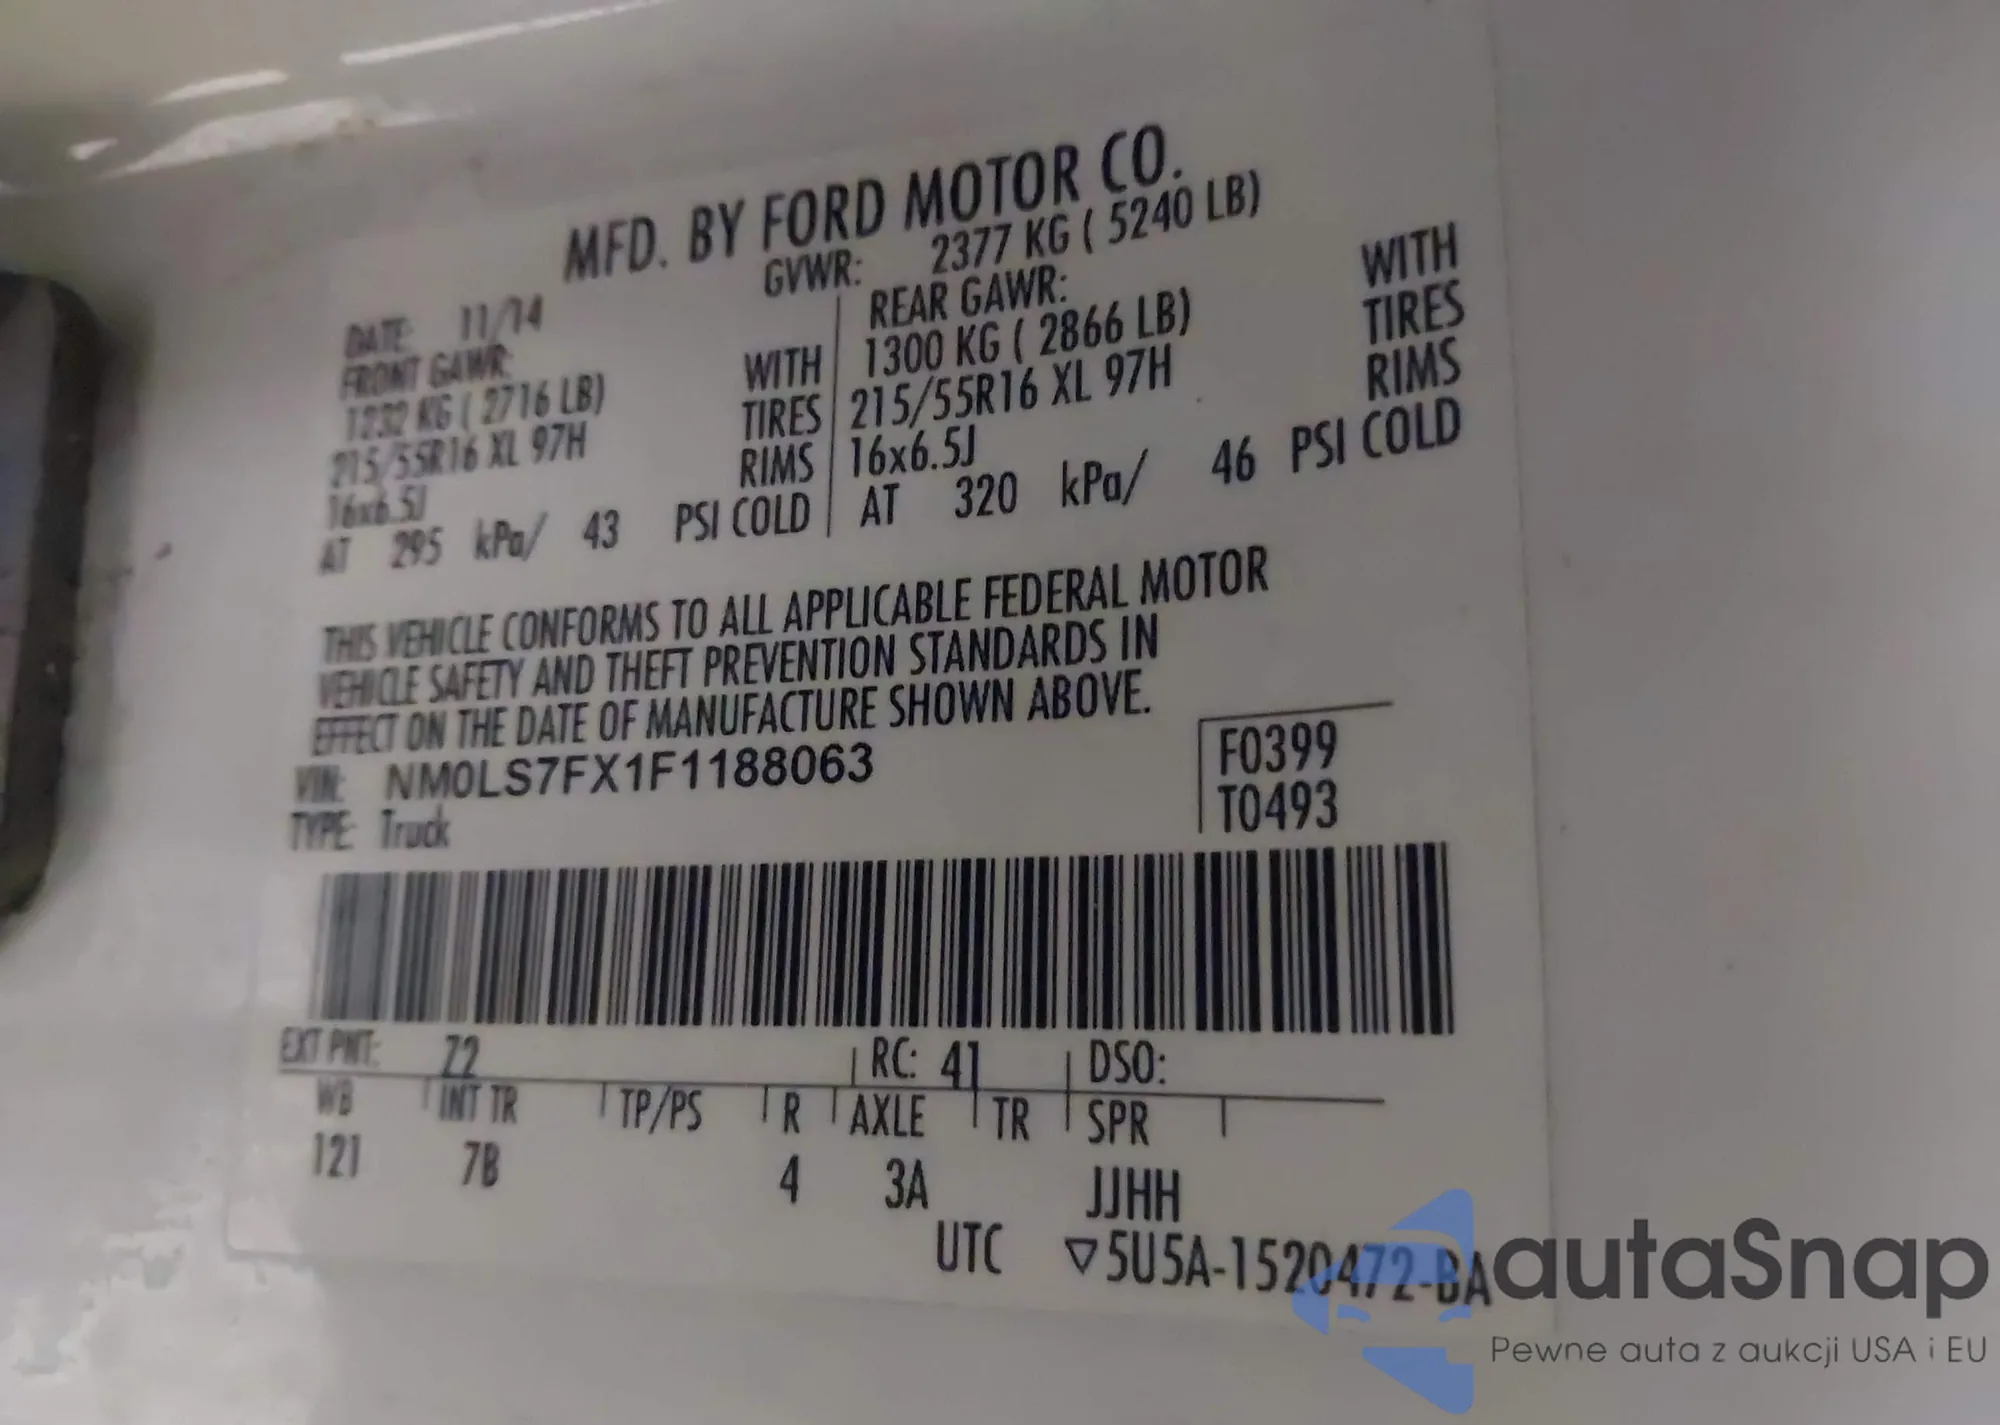 MFD. BY FORD MOTOR CO.
DATE: 11/14 GVWR: 2377 KG ( 5240 LB)
FRONT GAWR: REAR GAWR:
1232 KG ( 2716 LB) WITH 1300 KG ( 2866 LB) WITH
215/55R16 XL 97H TIRES 215/55R16 XL 97H TIRES
16x6.5J RIMS 16x6.5J RIMS
AT 295 kPa/ 43 PSI COLD AT 320 kPa/ 46 PSI COLD
THIS VEHICLE CONFORMS TO ALL APPLICABLE FEDERAL MOTOR
VEHICLE SAFETY AND THEFT PREVENTION STANDARDS IN
EFFECT ON THE DATE OF MANUFACTURE SHOWN ABOVE.
VIN: NM0LS7FX1F1188063 F0399
TYPE: Truck T0493
EXT PNT: Z2 RC: 41 DSO:
WB INT TR TP/PS R AXLE TR SPR
121 7B 4 3A JJHH
UTC ▽5U5A-1520472-BA
autaSnap
Pewne auta z aukcji USA i EU